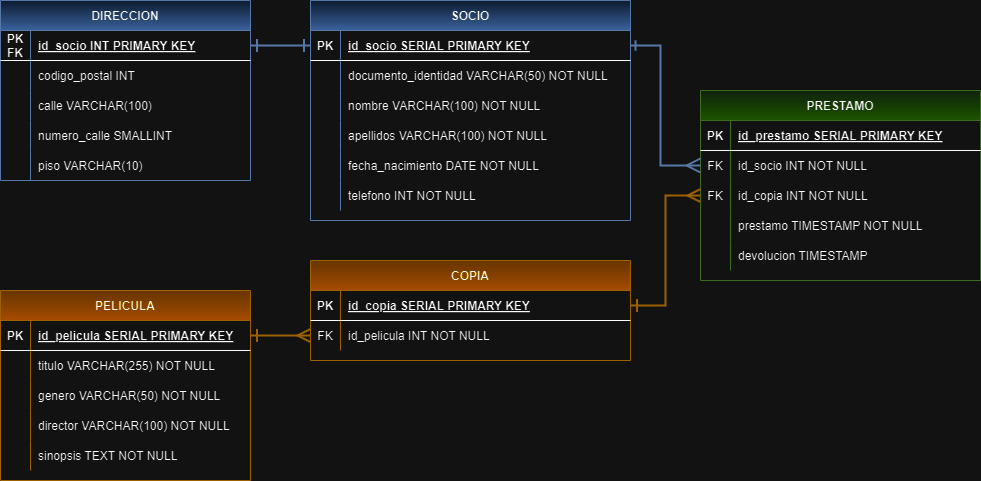 DIRECCION
PK FK id_socio INT PRIMARY KEY
codigo_postal INT
calle VARCHAR(100)
numero_calle SMALLINT
piso VARCHAR(10)
SOCIO
PK id_socio SERIAL PRIMARY KEY
documento_identidad VARCHAR(50) NOT NULL
nombre VARCHAR(100) NOT NULL
apellidos VARCHAR(100) NOT NULL
fecha_nacimiento DATE NOT NULL
telefono INT NOT NULL
PRESTAMO
PK id_prestamo SERIAL PRIMARY KEY
FK id_socio INT NOT NULL
FK id_copia INT NOT NULL
prestamo TIMESTAMP NOT NULL
devolucion TIMESTAMP
COPIA
PK id_copia SERIAL PRIMARY KEY
FK id_pelicula INT NOT NULL
PELICULA
PK id_pelicula SERIAL PRIMARY KEY
titulo VARCHAR(255) NOT NULL
genero VARCHAR(50) NOT NULL
director VARCHAR(100) NOT NULL
sinopsis TEXT NOT NULL